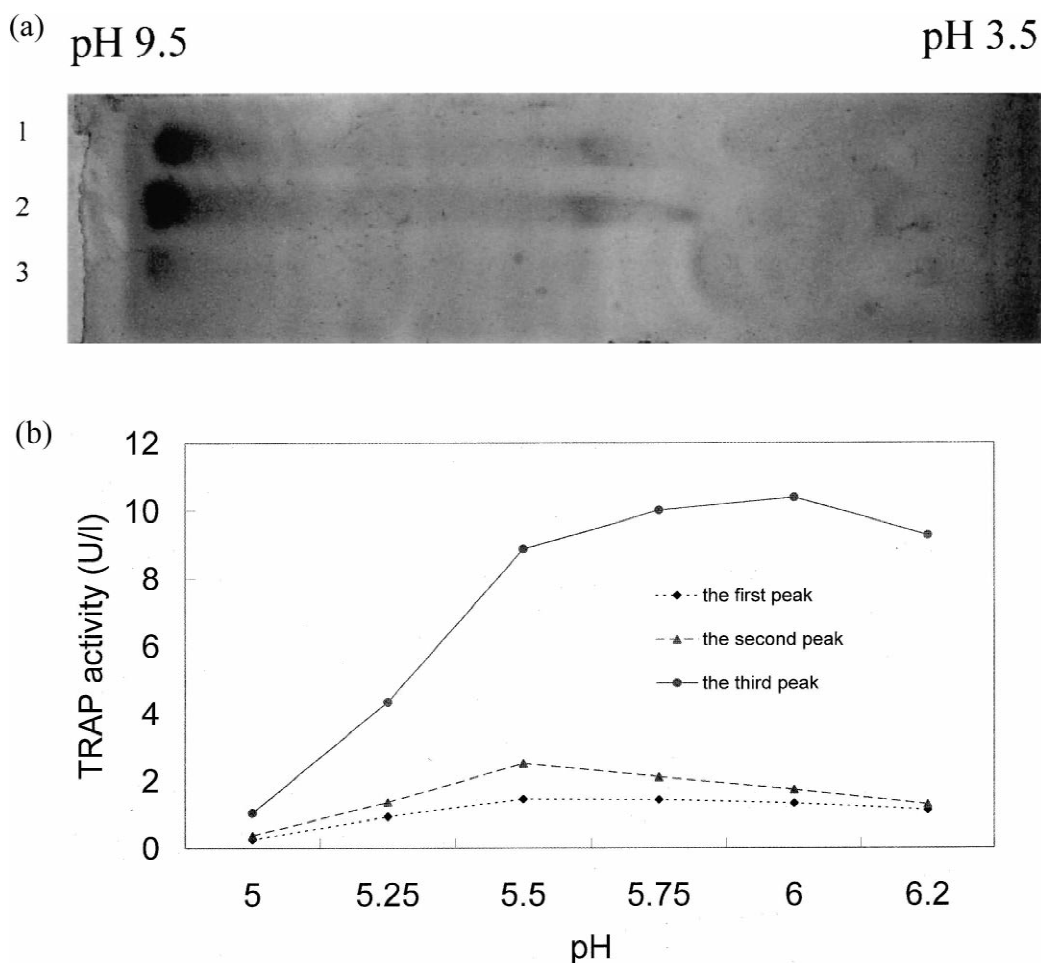 (a)
pH 9.5 pH 3.5
1
2
3
(b)
12
10
8
6
4
2
0
TRAP activity (U/l)
the first peak
the second peak
the third peak
5 5.25 5.5 5.75 6 6.2
pH